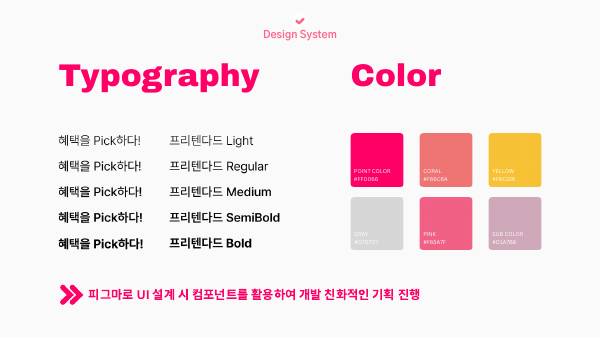 Design System
Typography
Color
혜택을 Pick하다!
프리텐다드 Light
혜택을 Pick하다!
프리텐다드 Regular
혜택을 Pick하다!
프리텐다드 Medium
혜택을 Pick하다!
프리텐다드 SemiBold
혜택을 Pick하다!
프리텐다드 Bold
POINT COLOR
CORAL
YELLOW
GRAY
PINK
SUB COLOR
피그마로 UI 설계 시 컴포넌트를 활용하여 개발 친화적인 기획 진행